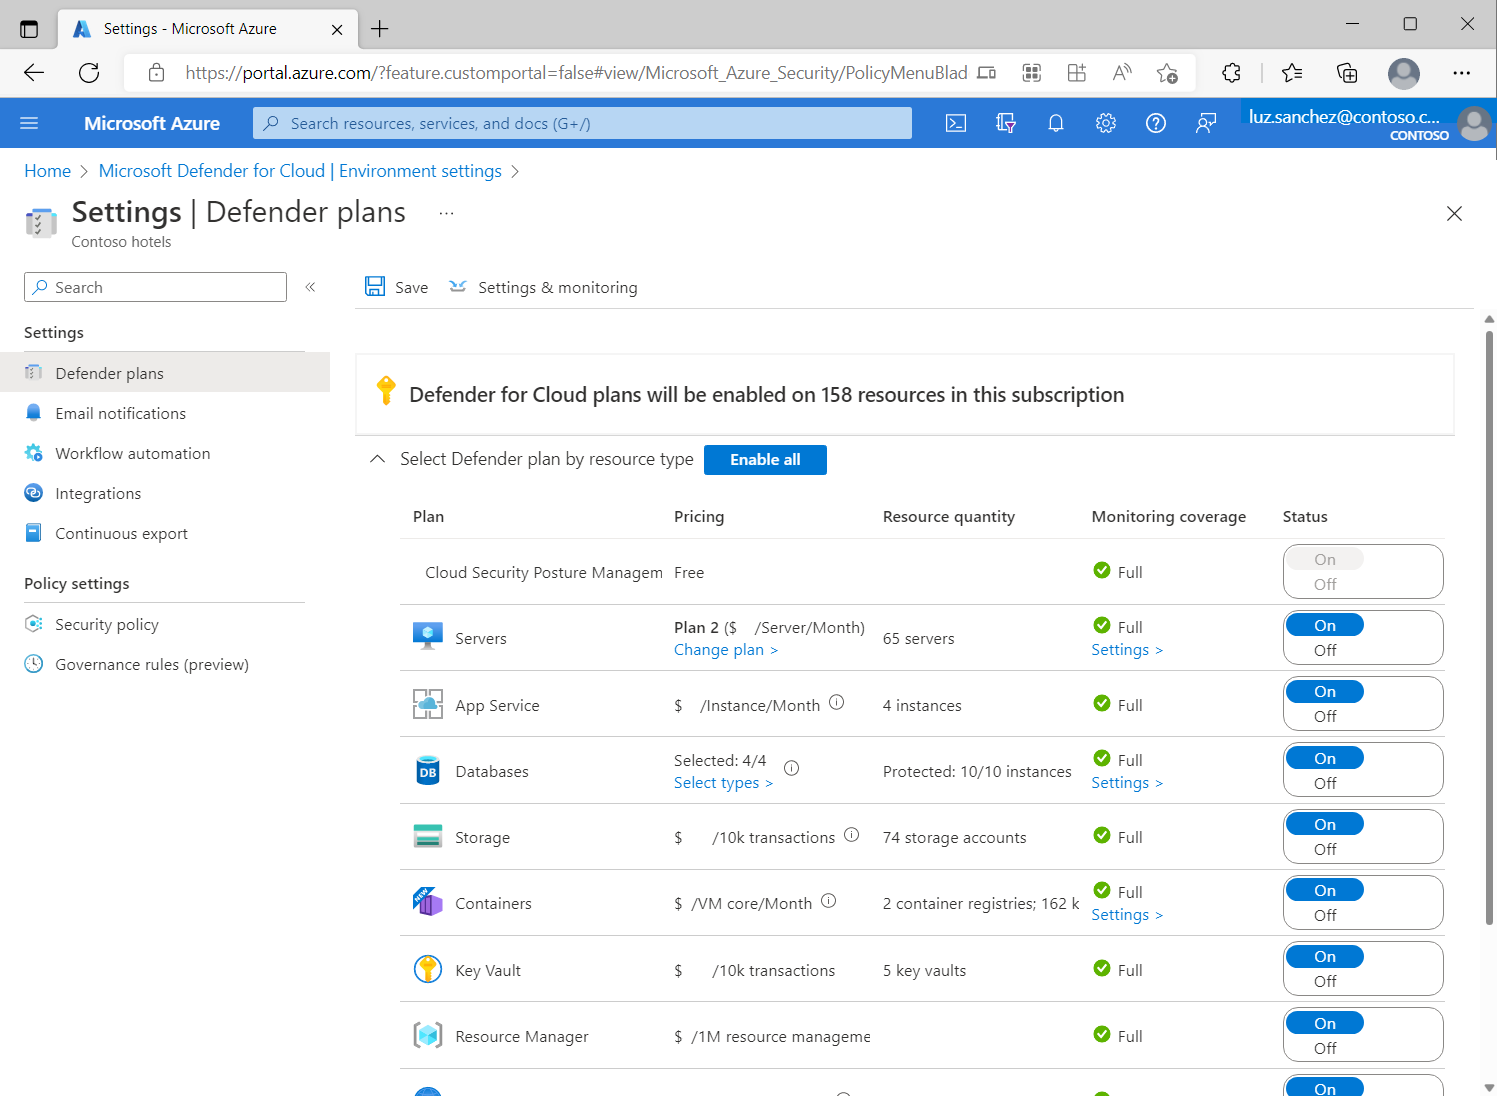 Settings - Microsoft Azure
https://portal.azure.com/?feature.customportal=false#view/Microsoft_Azure_Security/PolicyMenuBlad
Microsoft Azure
Search resources, services, and docs (G+/)
luz.sanchez@contoso.c...
CONTOSO
Home > Microsoft Defender for Cloud | Environment settings >
Settings | Defender plans ...
Contoso hotels
Search
«
Save
Settings & monitoring
Settings
Defender plans
Email notifications
Workflow automation
Integrations
Continuous export
Policy settings
Security policy
Governance rules (preview)
Defender for Cloud plans will be enabled on 158 resources in this subscription
Select Defender plan by resource type
Enable all
Plan Pricing Resource quantity Monitoring coverage Status
Cloud Security Posture Managem Free Full On
Off
Servers Plan 2 ($ /Server/Month) 65 servers Full On
Change plan > Settings > Off
App Service $ /Instance/Month 4 instances Full On
Off
DB Databases Selected: 4/4 Protected: 10/10 instances Full On
Select types > Settings > Off
Storage $ /10k transactions 74 storage accounts Full On
Off
NEW Containers $ /VM core/Month 2 container registries; 162 k Full On
Settings > Off
Key Vault $ /10k transactions 5 key vaults Full On
Off
Resource Manager $ /1M resource manageme Full On
Off
On